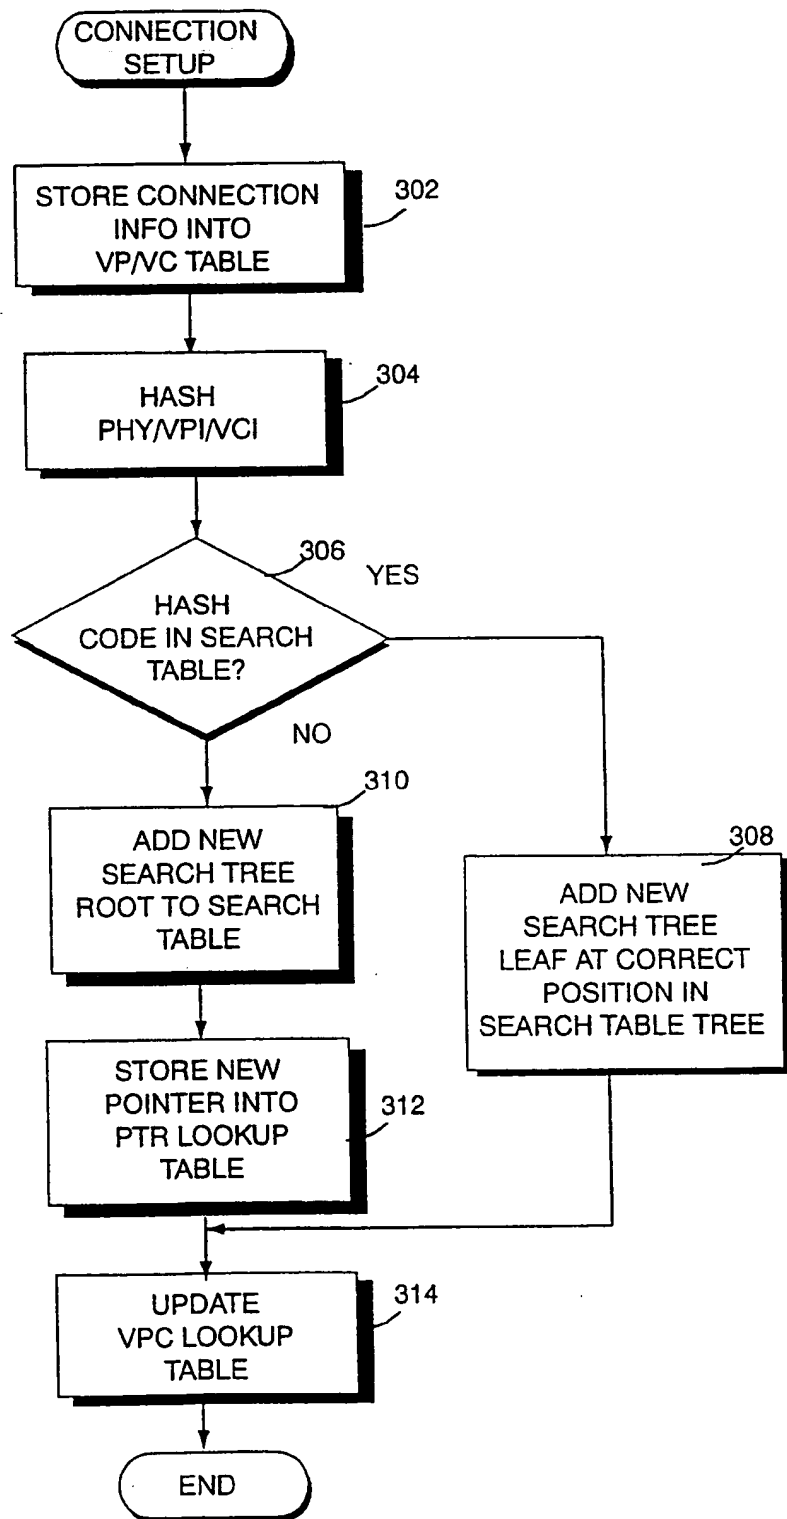 CONNECTION
SETUP
STORE CONNECTION
INFO INTO
VP/VC TABLE
302
HASH
PHY/VPI/VCI
304
306
YES
HASH
CODE IN SEARCH
TABLE?
NO
310
ADD NEW
SEARCH TREE
ROOT TO SEARCH
TABLE
308
ADD NEW
SEARCH TREE
LEAF AT CORRECT
POSITION IN
SEARCH TABLE TREE
STORE NEW
POINTER INTO
PTR LOOKUP
TABLE
312
UPDATE
VPC LOOKUP
TABLE
314
END